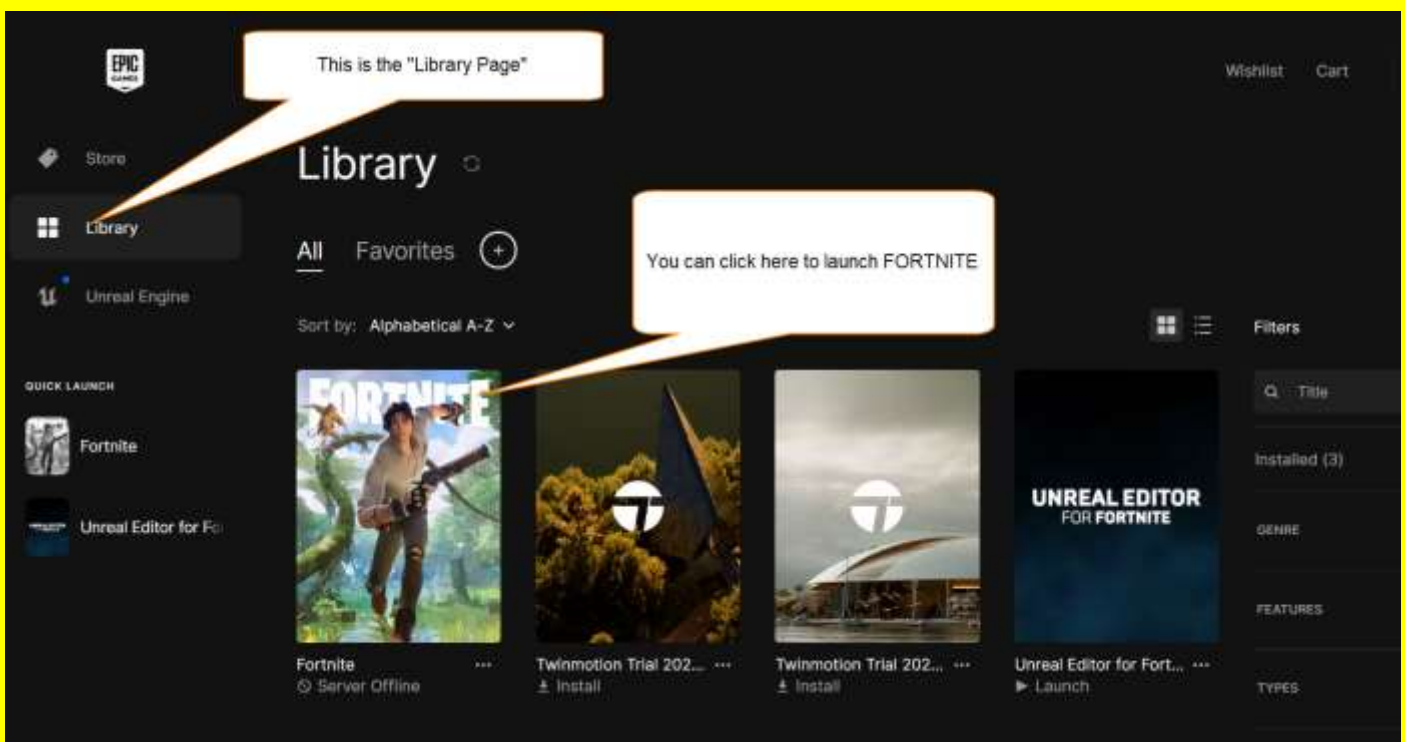 EPIC
GAMES
This is the "Library Page"
Wishlist
Cart
Store
Library
Library
All
Favorites
You can click here to launch FORTNITE
Unreal Engine
Sort by: Alphabetical A-Z
Filters
QUICK LAUNCH
Fortnite
Unreal Editor for Fo
FORTNITE
UNREAL EDITOR
FOR FORTNITE
Title
Installed (3)
GENRE
FEATURES
TYPES
Fortnite ...
Server Offline
Twinmotion Trial 202... ...
Install
Twinmotion Trial 202... ...
Install
Unreal Editor for Fort... ...
Launch